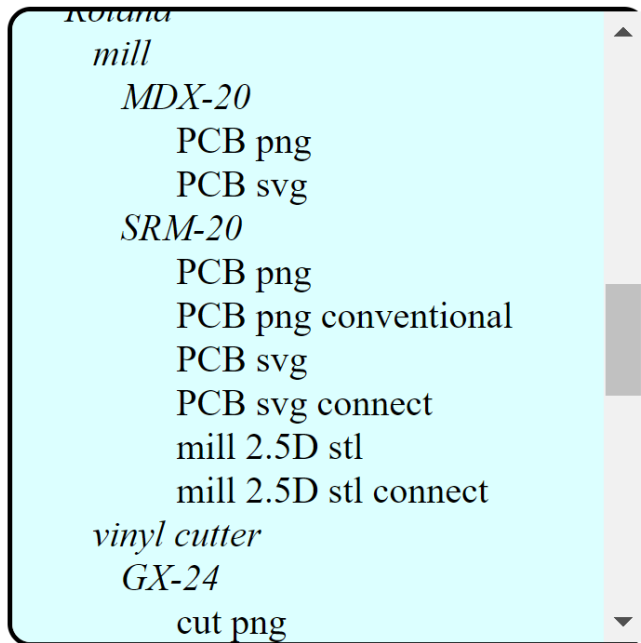 Roland
mill
MDX-20
PCB png
PCB svg
SRM-20
PCB png
PCB png conventional
PCB svg
PCB svg connect
mill 2.5D stl
mill 2.5D stl connect
vinyl cutter
GX-24
cut png